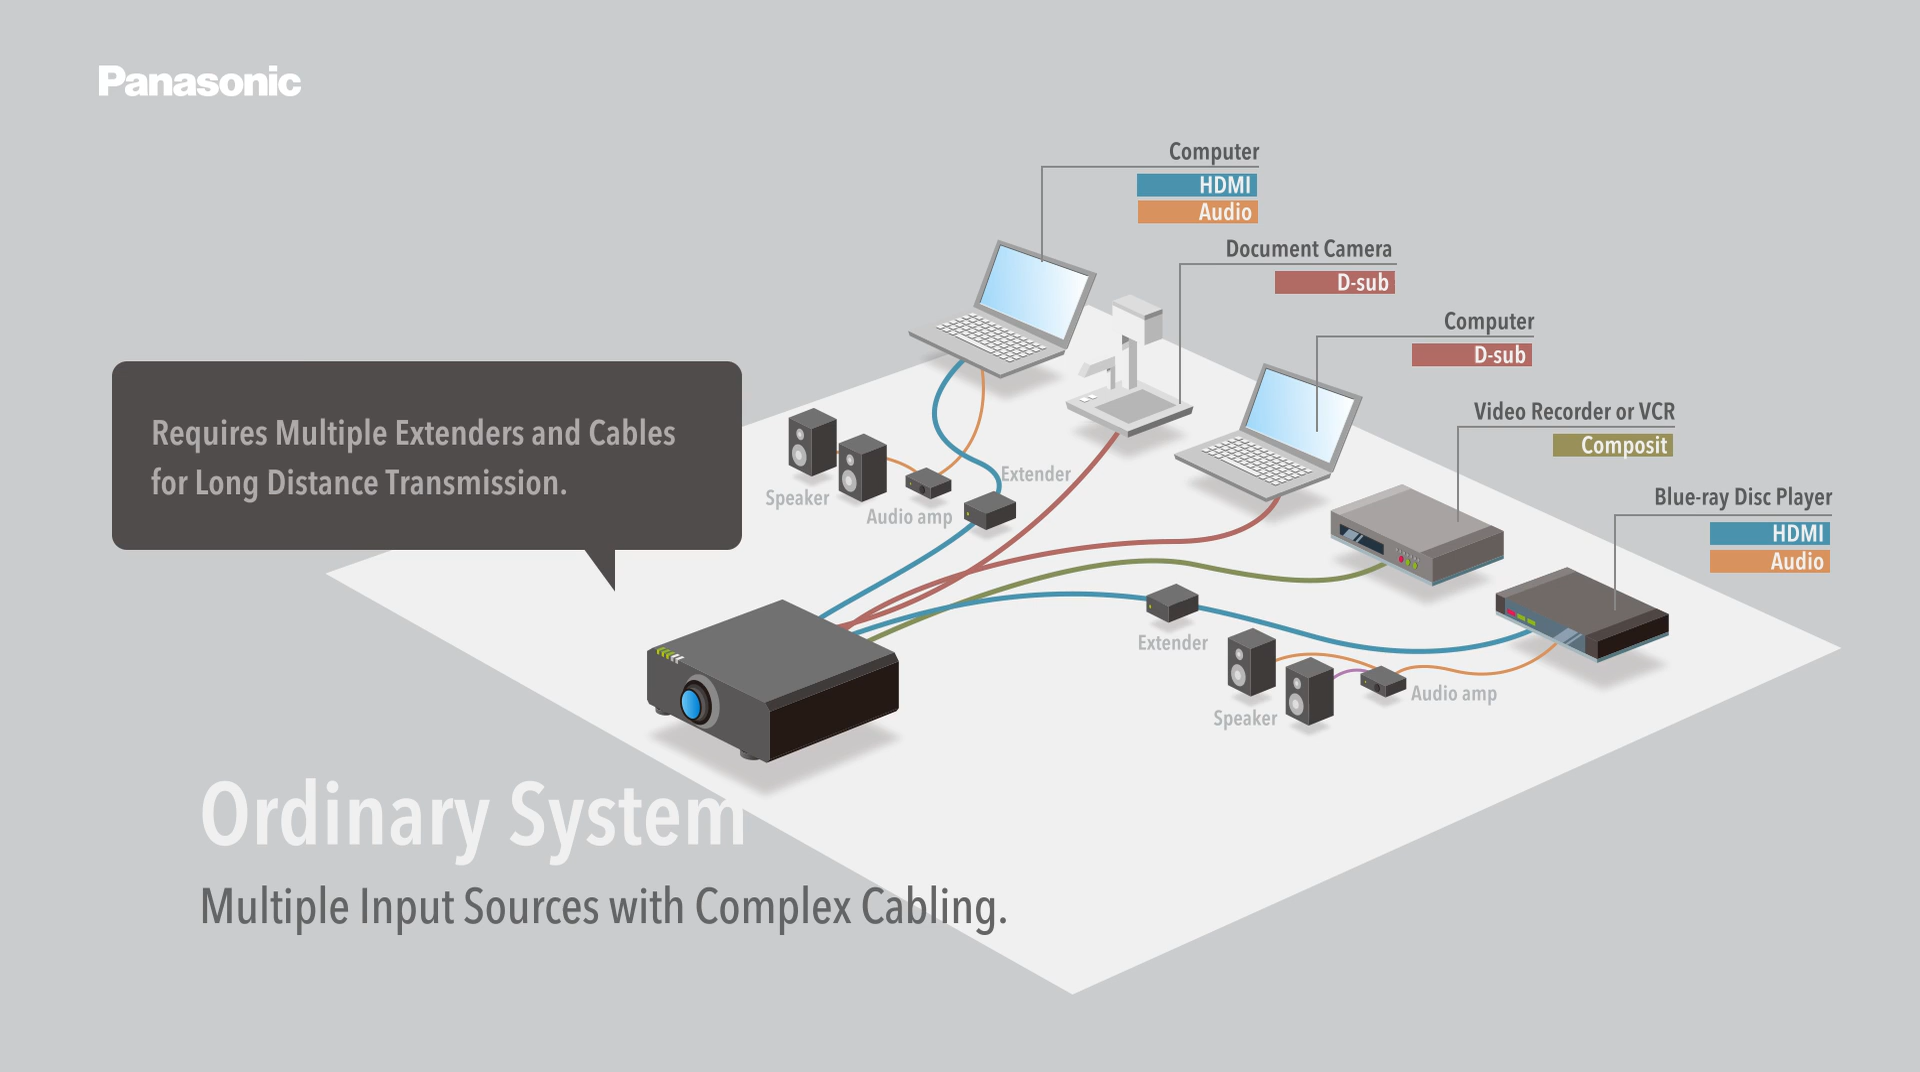 Panasonic
Computer
HDMI
Audio
Document Camera
D-sub
Computer
D-sub
Video Recorder or VCR
Composit
Blue-ray Disc Player
HDMI
Audio
Requires Multiple Extenders and Cables
for Long Distance Transmission.
Extender
Speaker
Audio amp
Extender
Speaker
Audio amp
Ordinary System
Multiple Input Sources with Complex Cabling.